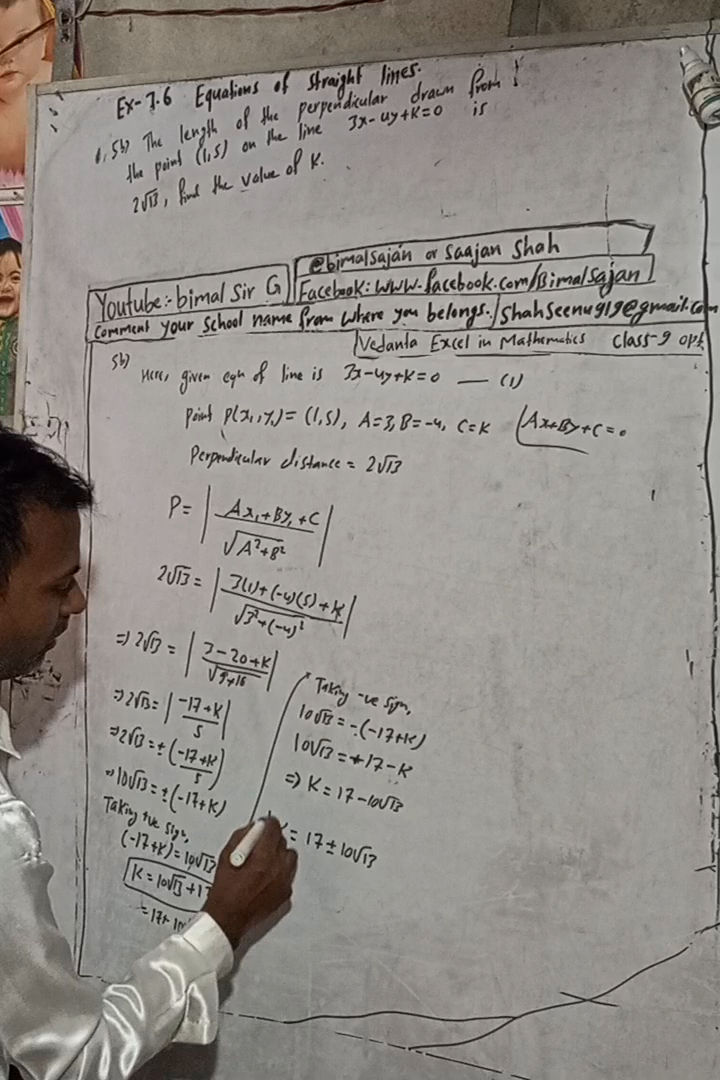 Ex-7.6 Equations of straight lines.
5b) The length of the perpendicular drawn from
the point (1,5) on the line 3x-4y+K=0 is
2√13, find the value of K.
Youtube:- bimal Sir G
@bimalsajan or Saajan Shah
Facebook: www.facebook.com/Bimalsajan
Comment your School name from where you belongs. / Shahseenu919@gmail.com
Vedanta Excel in Mathematics Class-9 opt
5b)
Here, given eqn of line is 3x-4y+K=0 — (1)
Point P(x₁,y₁) = (1,5), A=3, B=-4, C=K (Ax+By+C=0
Perpendicular distance = 2√13
P= |Ax₁+By₁+C / √A²+B²|
2√13 = |3(1)+(-4)(5)+K / √3²+(-4)²|
=> 2√13 = |3-20+K / √9+16|
=> 2√13 = |-17+K / 5|
=> 2√13 = ± (-17+K / 5)
=> 10√13 = ± (-17+K)
Taking +ve sign,
(-17+K) = 10√13
K = 10√13+17
= 17+
Taking -ve sign,
10√13 = -(-17+K)
10√13 = +17-K
=> K = 17-10√13
= 17±10√13